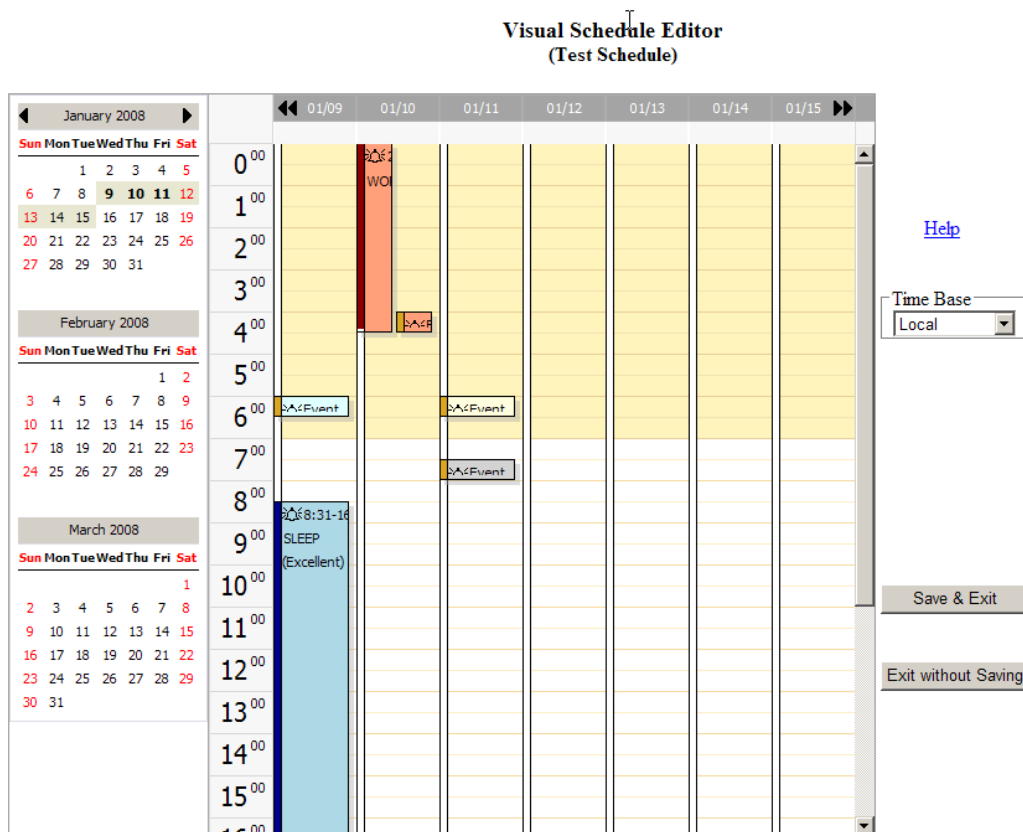 Visual Schedule Editor
(Test Schedule)
January 2008
Sun Mon Tue Wed Thu Fri Sat
1 2 3 4 5
6 7 8 9 10 11 12
13 14 15 16 17 18 19
20 21 22 23 24 25 26
27 28 29 30 31
February 2008
Sun Mon Tue Wed Thu Fri Sat
1 2
3 4 5 6 7 8 9
10 11 12 13 14 15 16
17 18 19 20 21 22 23
24 25 26 27 28 29
March 2008
Sun Mon Tue Wed Thu Fri Sat
1
2 3 4 5 6 7 8
9 10 11 12 13 14 15
16 17 18 19 20 21 22
23 24 25 26 27 28 29
30 31
01/09 01/10 01/11 01/12 01/13 01/14 01/15
0 00
1 00
2 00
3 00
4 00
5 00
6 00
7 00
8 00
9 00
10 00
11 00
12 00
13 00
14 00
15 00
16 00
Event
Event
Event
8:31-16
SLEEP
(Excellent)
Help
Time Base
Local
Save & Exit
Exit without Saving